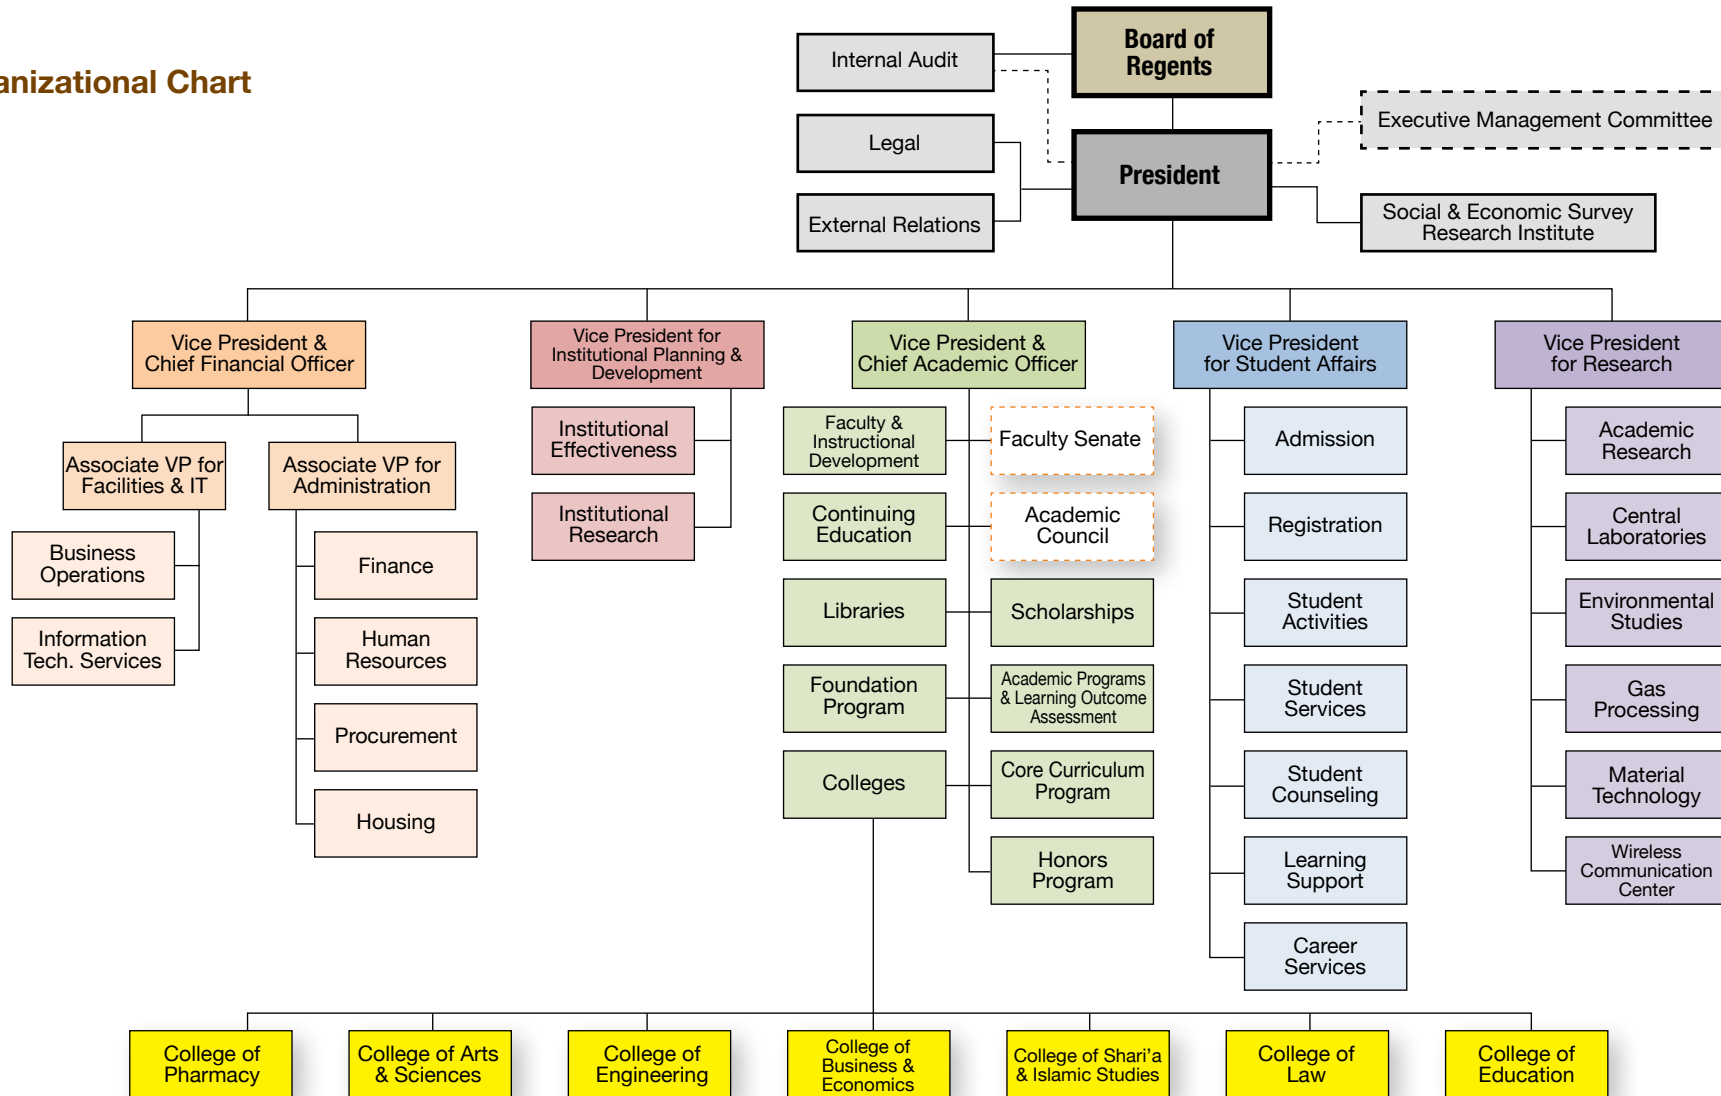 anizational Chart
Board of
Regents
Internal Audit
Executive Management Committee
Legal
President
External Relations
Social & Economic Survey
Research Institute
Vice President &
Chief Financial Officer
Vice President for
Institutional Planning &
Development
Vice President &
Chief Academic Officer
Vice President
for Student Affairs
Vice President
for Research
Associate VP for
Facilities & IT
Associate VP for
Administration
Business
Operations
Information
Tech. Services
Finance
Human
Resources
Procurement
Housing
Institutional
Effectiveness
Institutional
Research
Faculty &
Instructional
Development
Faculty Senate
Continuing
Education
Academic
Council
Libraries
Scholarships
Foundation
Program
Academic Programs
& Learning Outcome
Assessment
Colleges
Core Curriculum
Program
Honors
Program
Admission
Registration
Student
Activities
Student
Services
Student
Counseling
Learning
Support
Career
Services
Academic
Research
Central
Laboratories
Environmental
Studies
Gas
Processing
Material
Technology
Wireless
Communication
Center
College of
Pharmacy
College of Arts
& Sciences
College of
Engineering
College of
Business &
Economics
College of Shari'a
& Islamic Studies
College of
Law
College of
Education